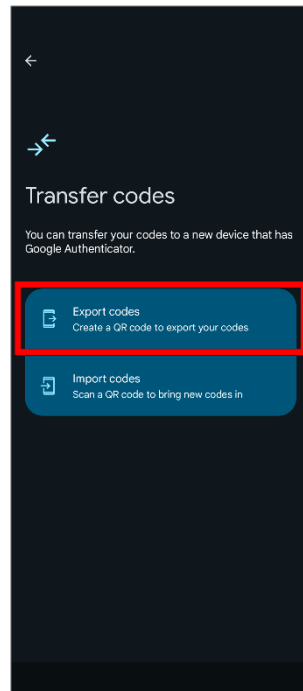 Transfer codes
You can transfer your codes to a new device that has
Google Authenticator.
Export codes
Create a QR code to export your codes
Import codes
Scan a QR code to bring new codes in